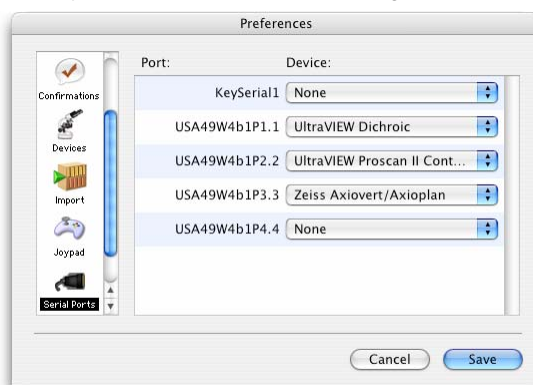 Preferences
Confirmations
Devices
Import
Joypad
Serial Ports
Port: Device:
KeySerial1 None
USA49W4b1P1.1 UltraVIEW Dichroic
USA49W4b1P2.2 UltraVIEW Proscan II Cont...
USA49W4b1P3.3 Zeiss Axiovert/Axioplan
USA49W4b1P4.4 None
Cancel Save